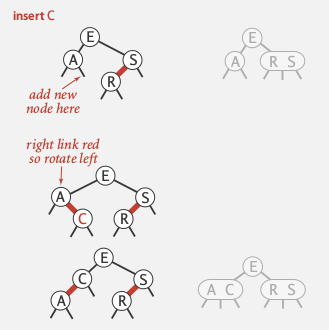 insert C
E
A S
R
add new
node here
E
A R S
right link red
so rotate left
E
A S
C R
E
C S
A R
E
A C R S